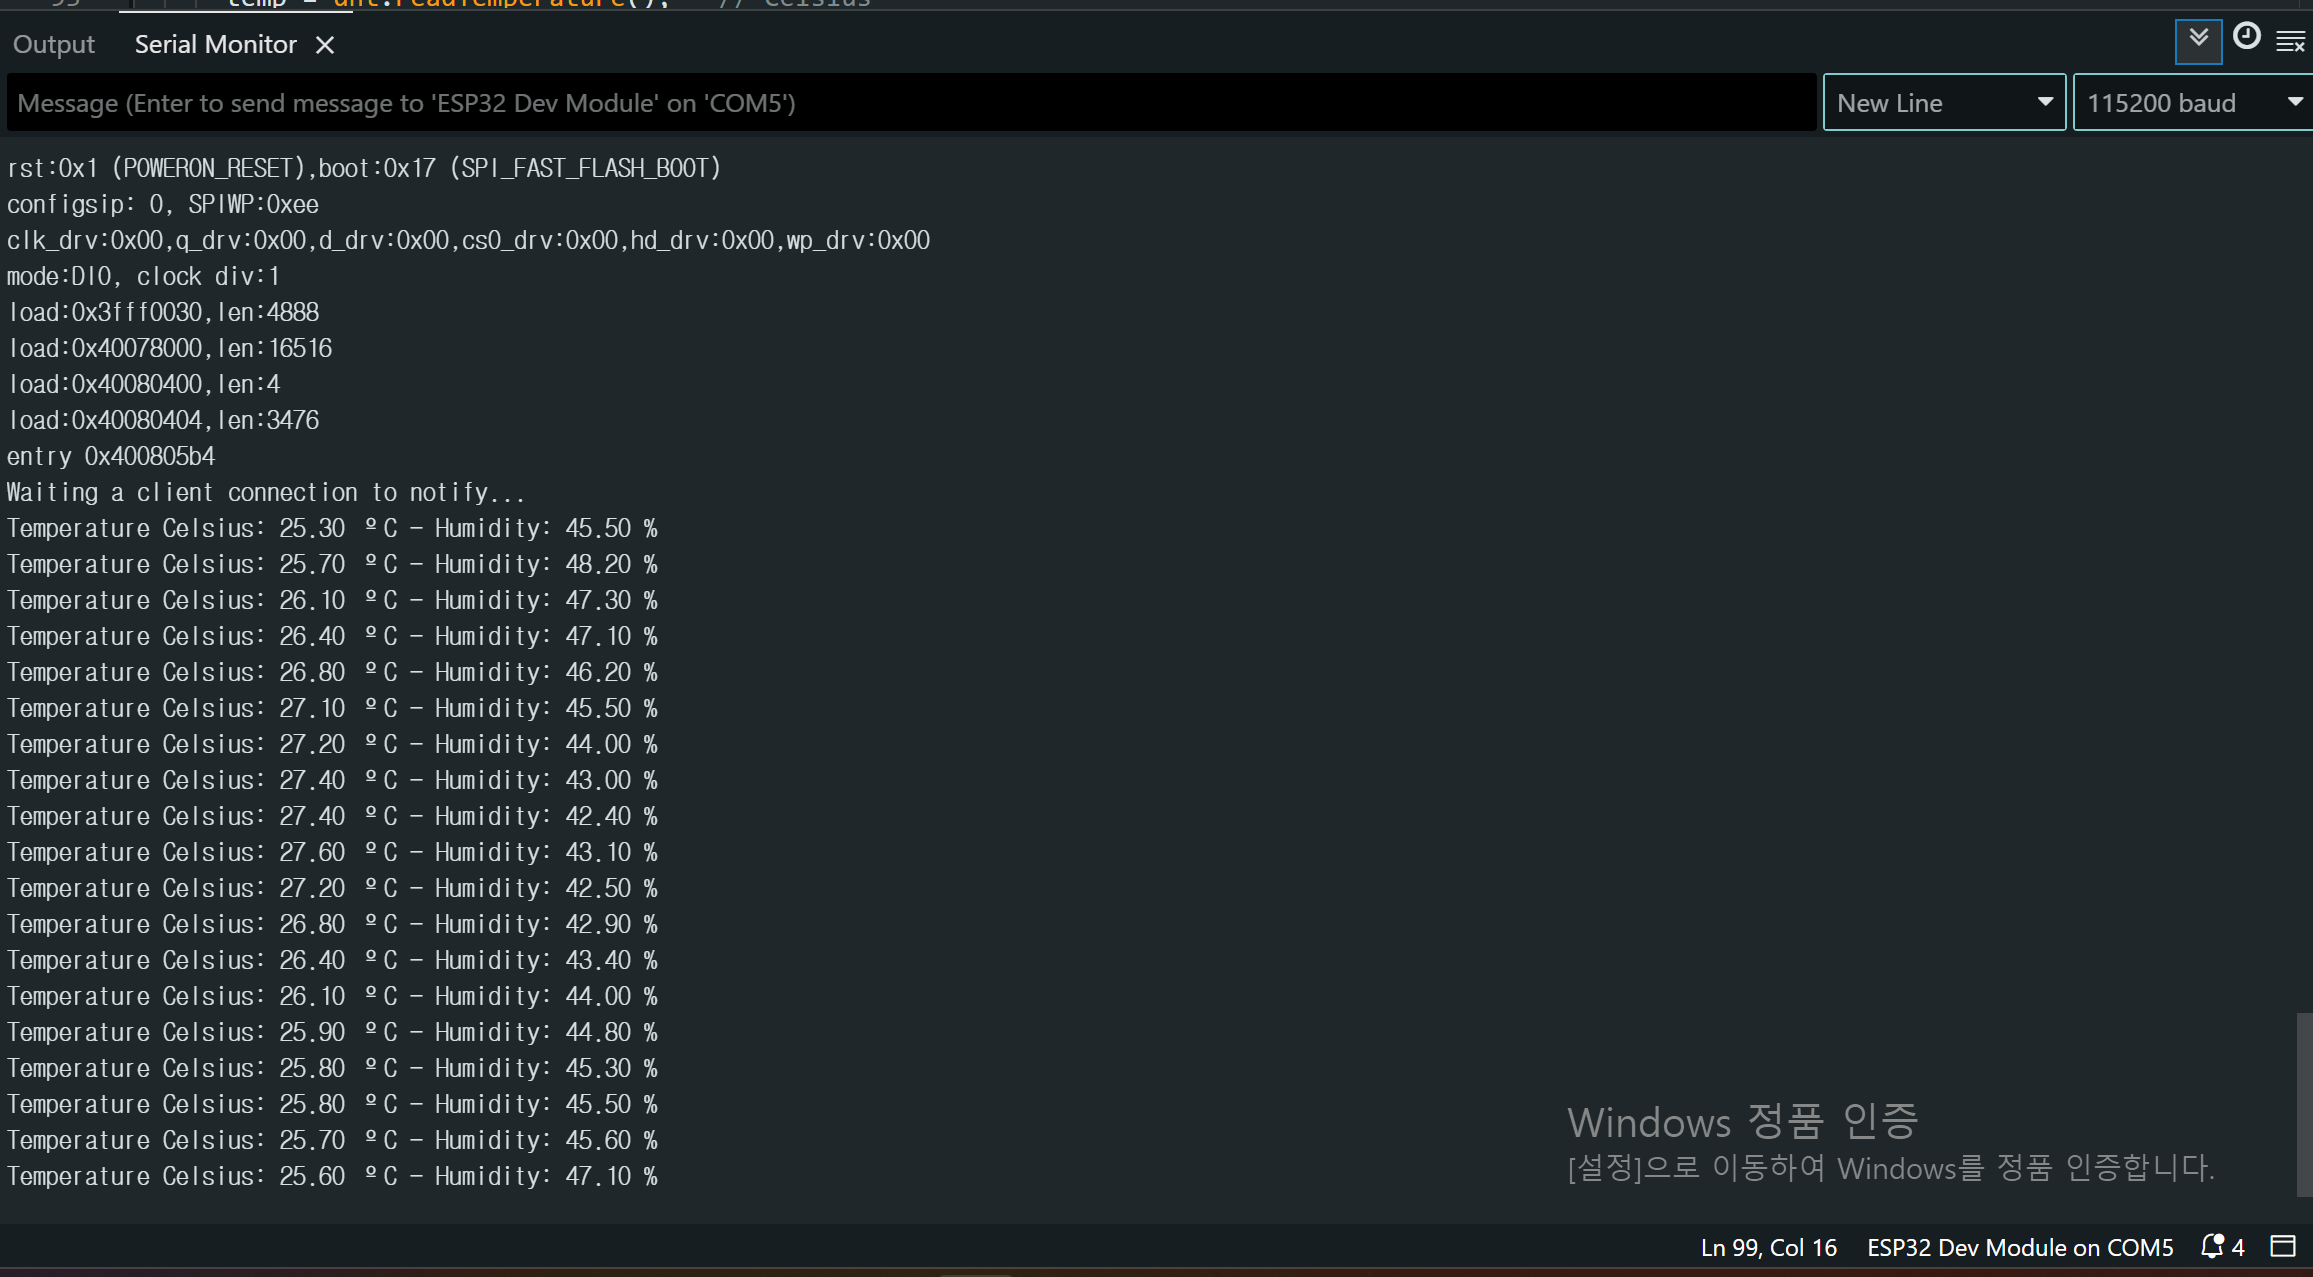 temp = dht.readTemperature(); // Celsius
Output
Serial Monitor
Message (Enter to send message to 'ESP32 Dev Module' on 'COM5')
New Line
115200 baud
rst:0x1 (POWERON_RESET),boot:0x17 (SPI_FAST_FLASH_BOOT)
configsip: 0, SPIWP:0xee
clk_drv:0x00,q_drv:0x00,d_drv:0x00,cs0_drv:0x00,hd_drv:0x00,wp_drv:0x00
mode:DIO, clock div:1
load:0x3fff0030,len:4888
load:0x40078000,len:16516
load:0x40080400,len:4
load:0x40080404,len:3476
entry 0x400805b4
Waiting a client connection to notify...
Temperature Celsius: 25.30 ºC - Humidity: 45.50 %
Temperature Celsius: 25.70 ºC - Humidity: 48.20 %
Temperature Celsius: 26.10 ºC - Humidity: 47.30 %
Temperature Celsius: 26.40 ºC - Humidity: 47.10 %
Temperature Celsius: 26.80 ºC - Humidity: 46.20 %
Temperature Celsius: 27.10 ºC - Humidity: 45.50 %
Temperature Celsius: 27.20 ºC - Humidity: 44.00 %
Temperature Celsius: 27.40 ºC - Humidity: 43.00 %
Temperature Celsius: 27.40 ºC - Humidity: 42.40 %
Temperature Celsius: 27.60 ºC - Humidity: 43.10 %
Temperature Celsius: 27.20 ºC - Humidity: 42.50 %
Temperature Celsius: 26.80 ºC - Humidity: 42.90 %
Temperature Celsius: 26.40 ºC - Humidity: 43.40 %
Temperature Celsius: 26.10 ºC - Humidity: 44.00 %
Temperature Celsius: 25.90 ºC - Humidity: 44.80 %
Temperature Celsius: 25.80 ºC - Humidity: 45.30 %
Temperature Celsius: 25.80 ºC - Humidity: 45.50 %
Temperature Celsius: 25.70 ºC - Humidity: 45.60 %
Temperature Celsius: 25.60 ºC - Humidity: 47.10 %
Windows 정품 인증
[설정]으로 이동하여 Windows를 정품 인증합니다.
Ln 99, Col 16
ESP32 Dev Module on COM5
4